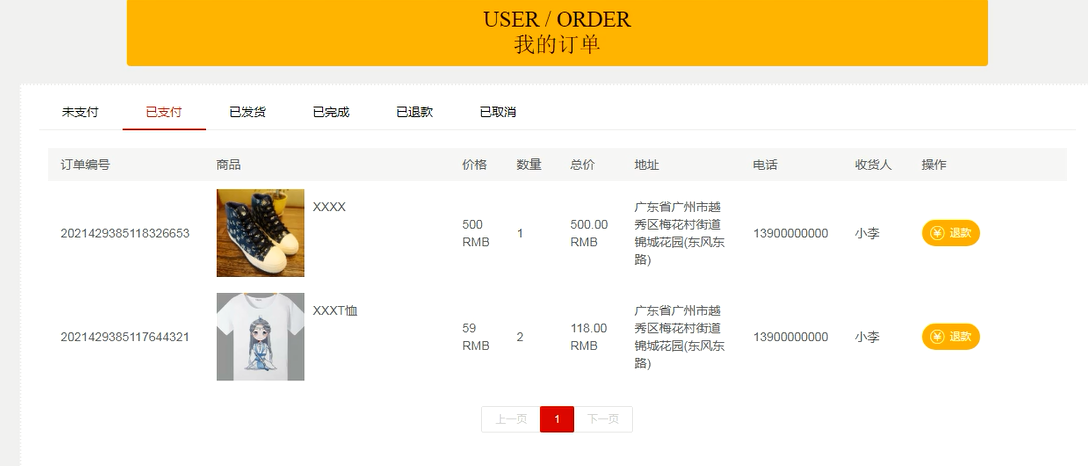 USER / ORDER
我的订单
未支付 已支付 已发货 已完成 已退款 已取消
订单编号 商品 价格 数量 总价 地址 电话 收货人 操作
2021429385118326653 XXXX 500 RMB 1 500.00 RMB 广东省广州市越秀区梅花村街道锦城花园(东风东路) 13900000000 小李 退款
2021429385117644321 XXXT恤 59 RMB 2 118.00 RMB 广东省广州市越秀区梅花村街道锦城花园(东风东路) 13900000000 小李 退款
上一页 1 下一页